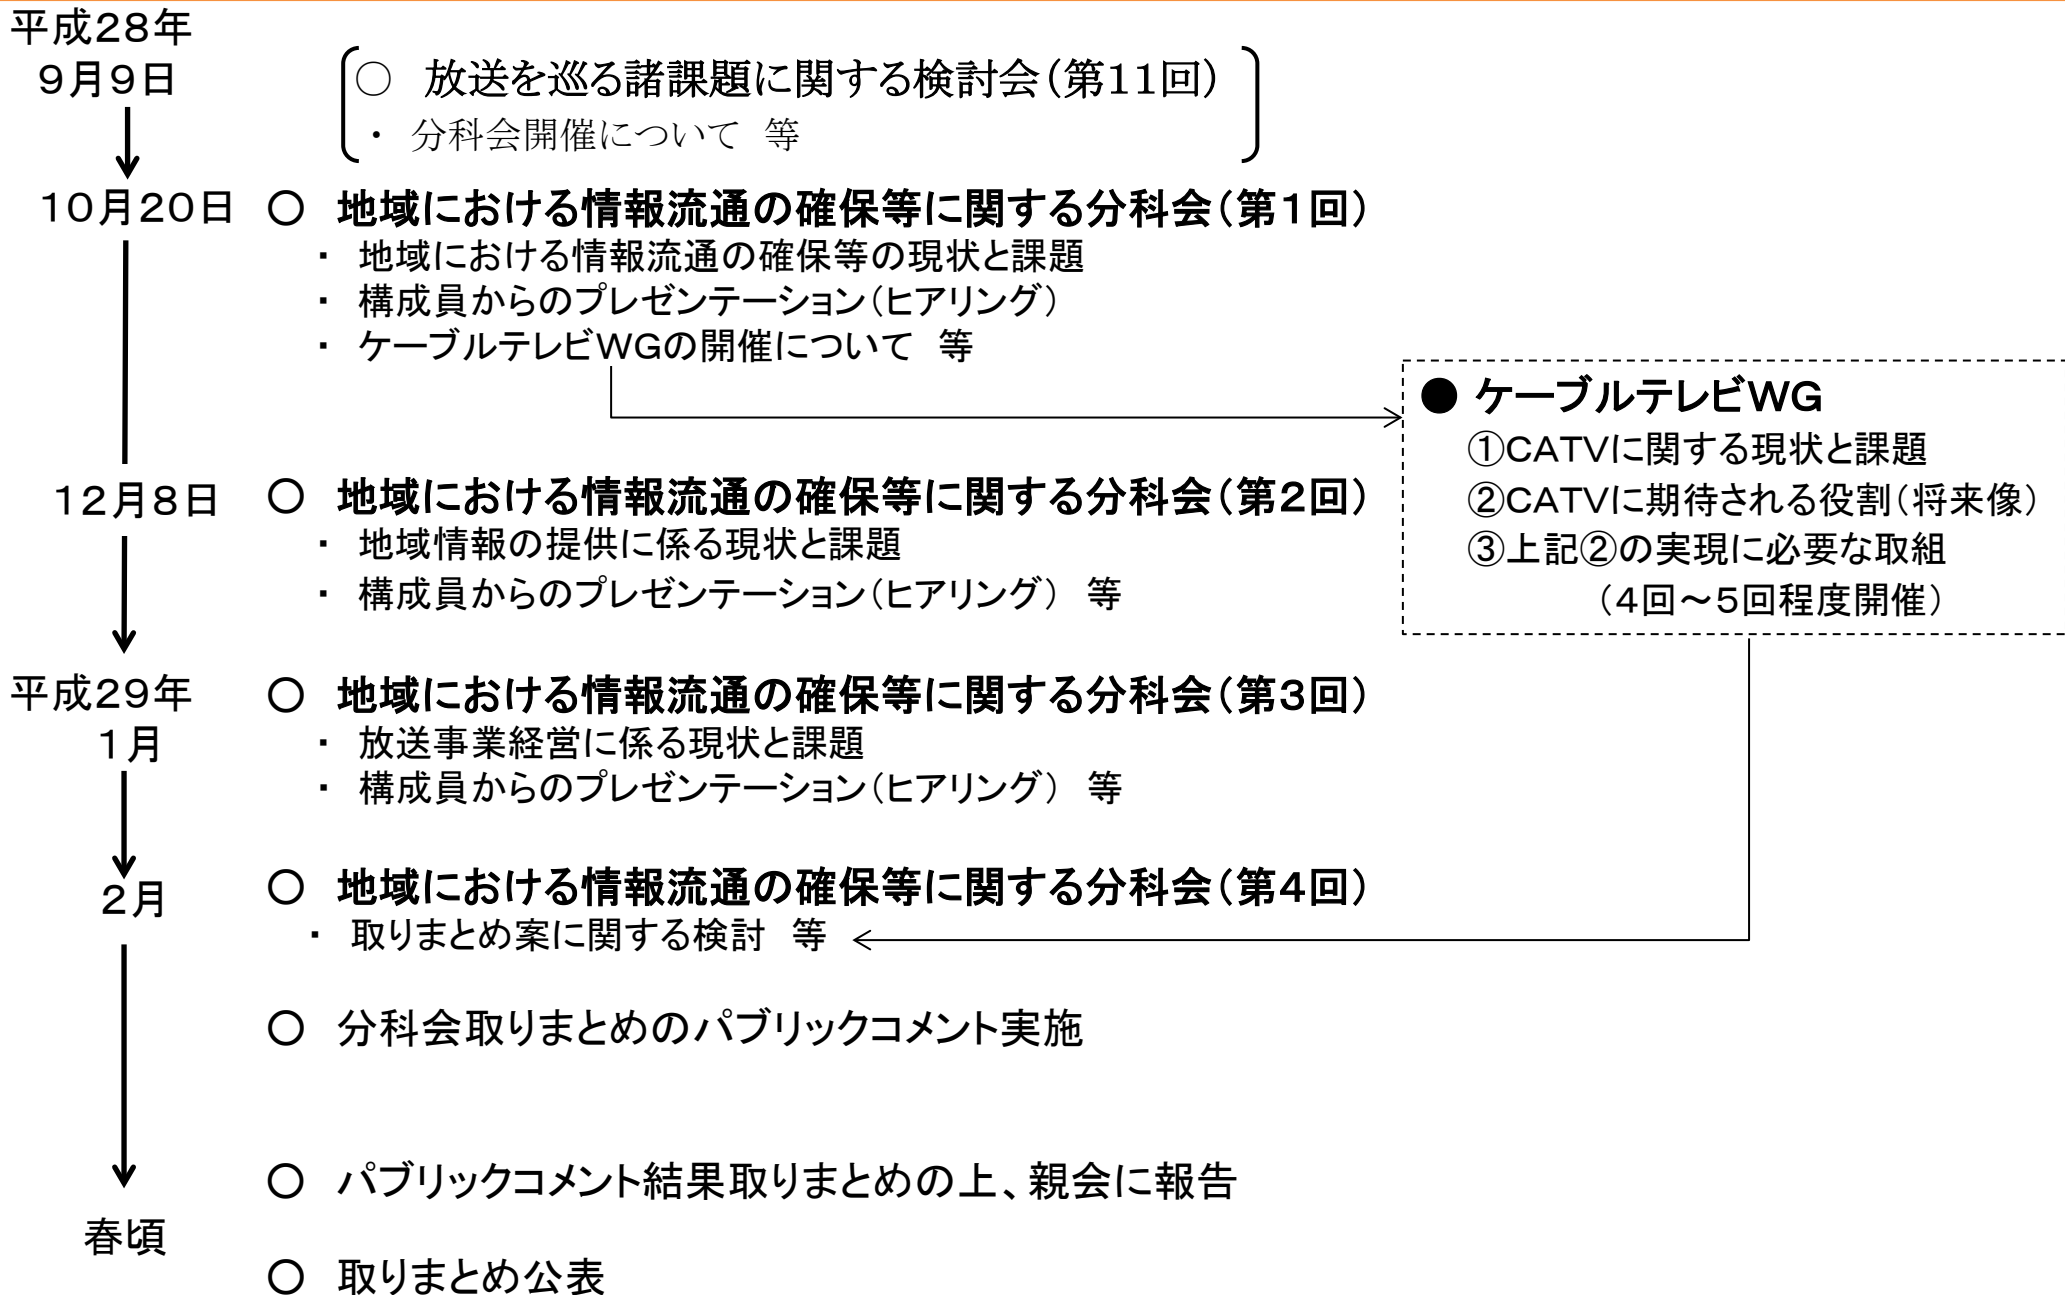 平成28年
9月9日
○　放送を巡る諸課題に関する検討会（第11回）
・ 分科会開催について　等
10月20日
○　地域における情報流通の確保等に関する分科会（第1回）
・ 地域における情報流通の確保等の現状と課題
・ 構成員からのプレゼンテーション（ヒアリング）
・ ケーブルテレビWGの開催について　等
● ケーブルテレビWG
①CATVに関する現状と課題
②CATVに期待される役割（将来像）
③上記②の実現に必要な取組
（4回～5回程度開催）
12月8日
○　地域における情報流通の確保等に関する分科会（第2回）
・ 地域情報の提供に係る現状と課題
・ 構成員からのプレゼンテーション（ヒアリング）　等
平成29年
1月
○　地域における情報流通の確保等に関する分科会（第3回）
・ 放送事業経営に係る現状と課題
・ 構成員からのプレゼンテーション（ヒアリング）　等
2月
○　地域における情報流通の確保等に関する分科会（第4回）
・ 取りまとめ案に関する検討　等
○　分科会取りまとめのパブリックコメント実施
○　パブリックコメント結果取りまとめの上、親会に報告
春頃
○　取りまとめ公表